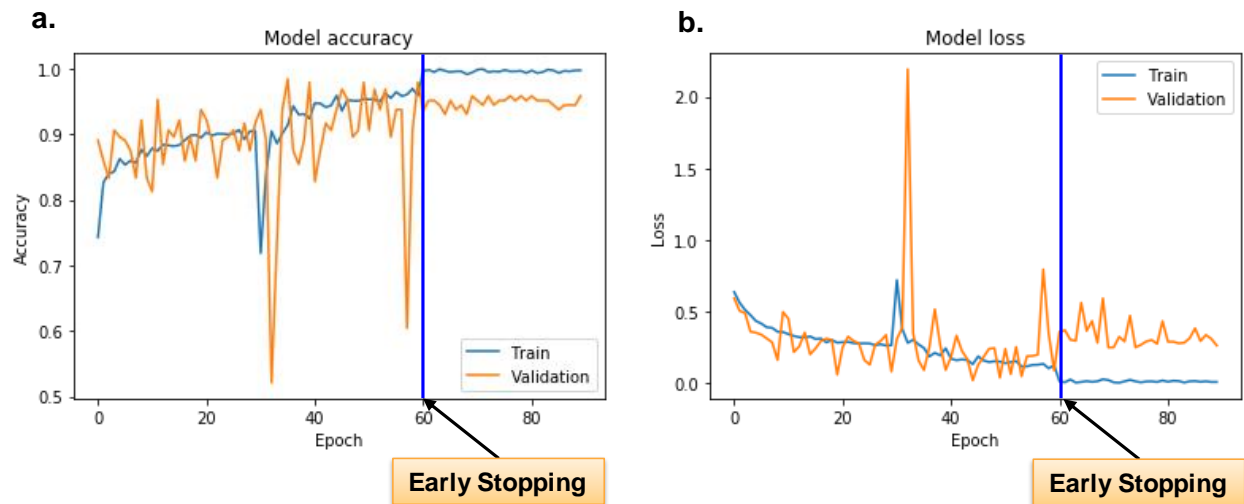 a.
Model accuracy
Accuracy
1.0
0.9
0.8
0.7
0.6
0.5
0
20
40
60
80
Epoch
Train
Validation
Early Stopping
b.
Model loss
Loss
2.0
1.5
1.0
0.5
0.0
0
20
40
60
80
Epoch
Train
Validation
Early Stopping